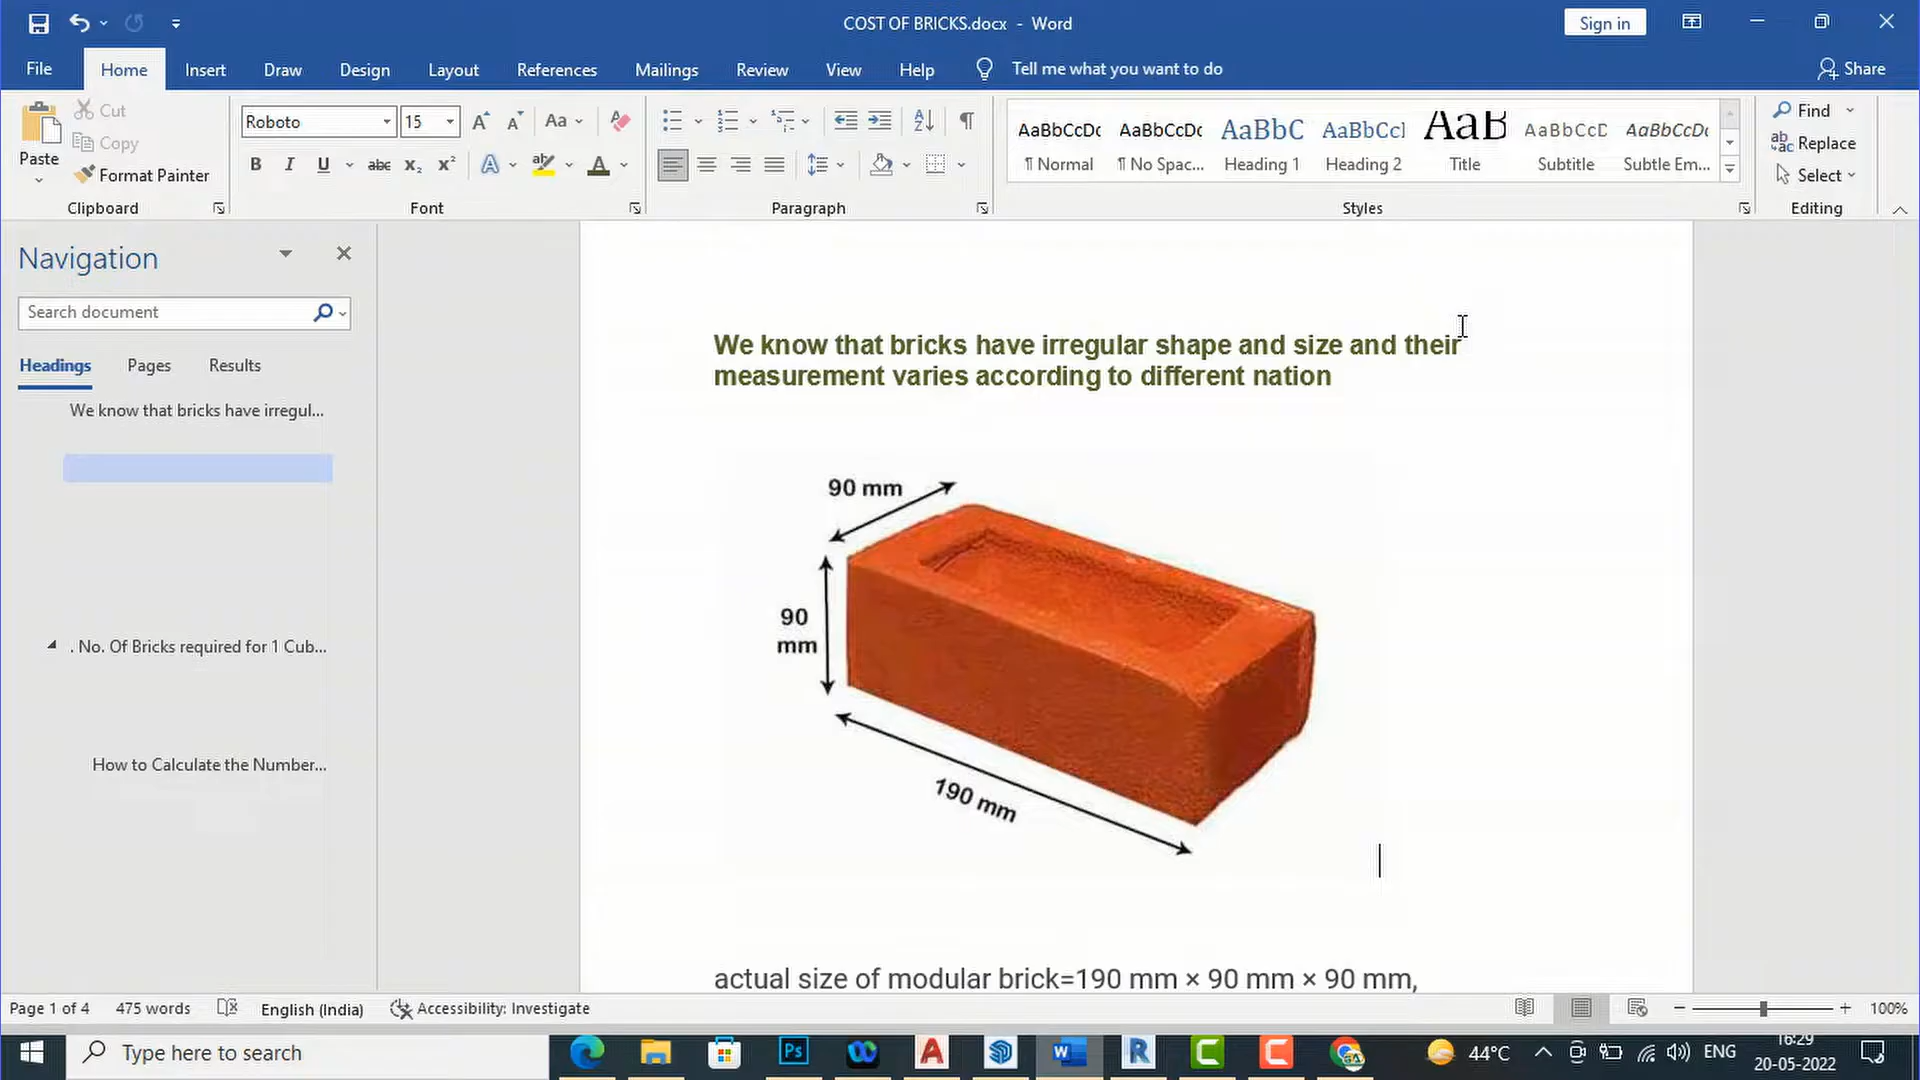 COST OF BRICKS.docx - Word
Sign in
File Home Insert Draw Design Layout References Mailings Review View Help Tell me what you want to do Share
Paste
Cut
Copy
Format Painter
Clipboard
Roboto 15
Aa
B I U abc x₂ x²
A A
Font
Paragraph
AaBbCcDc AaBbCcDc AaBbC AaBbCcI AaB AaBbCcD AaBbCcDc
¶ Normal ¶ No Spac... Heading 1 Heading 2 Title Subtitle Subtle Em...
Styles
Find
Replace
Select
Editing
Navigation
Search document
Headings Pages Results
We know that bricks have irregul...
. No. Of Bricks required for 1 Cub...
How to Calculate the Number...
We know that bricks have irregular shape and size and their
measurement varies according to different nation
90 mm
90
mm
190 mm
actual size of modular brick=190 mm × 90 mm × 90 mm,
Page 1 of 4 475 words English (India) Accessibility: Investigate 100%
Type here to search
Ps
44°C
ENG
16:29
20-05-2022